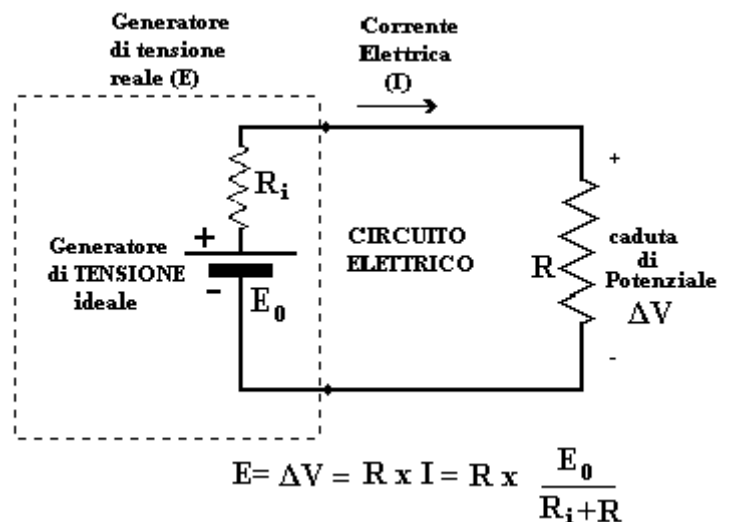 Generatore
di tensione
reale (E)
Corrente
Elettrica
(I)
+
Ri
+
Generatore
di TENSIONE
ideale
-
E0
CIRCUITO
ELETTRICO
R
caduta
di
Potenziale
ΔV
-
E= ΔV = R x I = R x E0
Ri+R